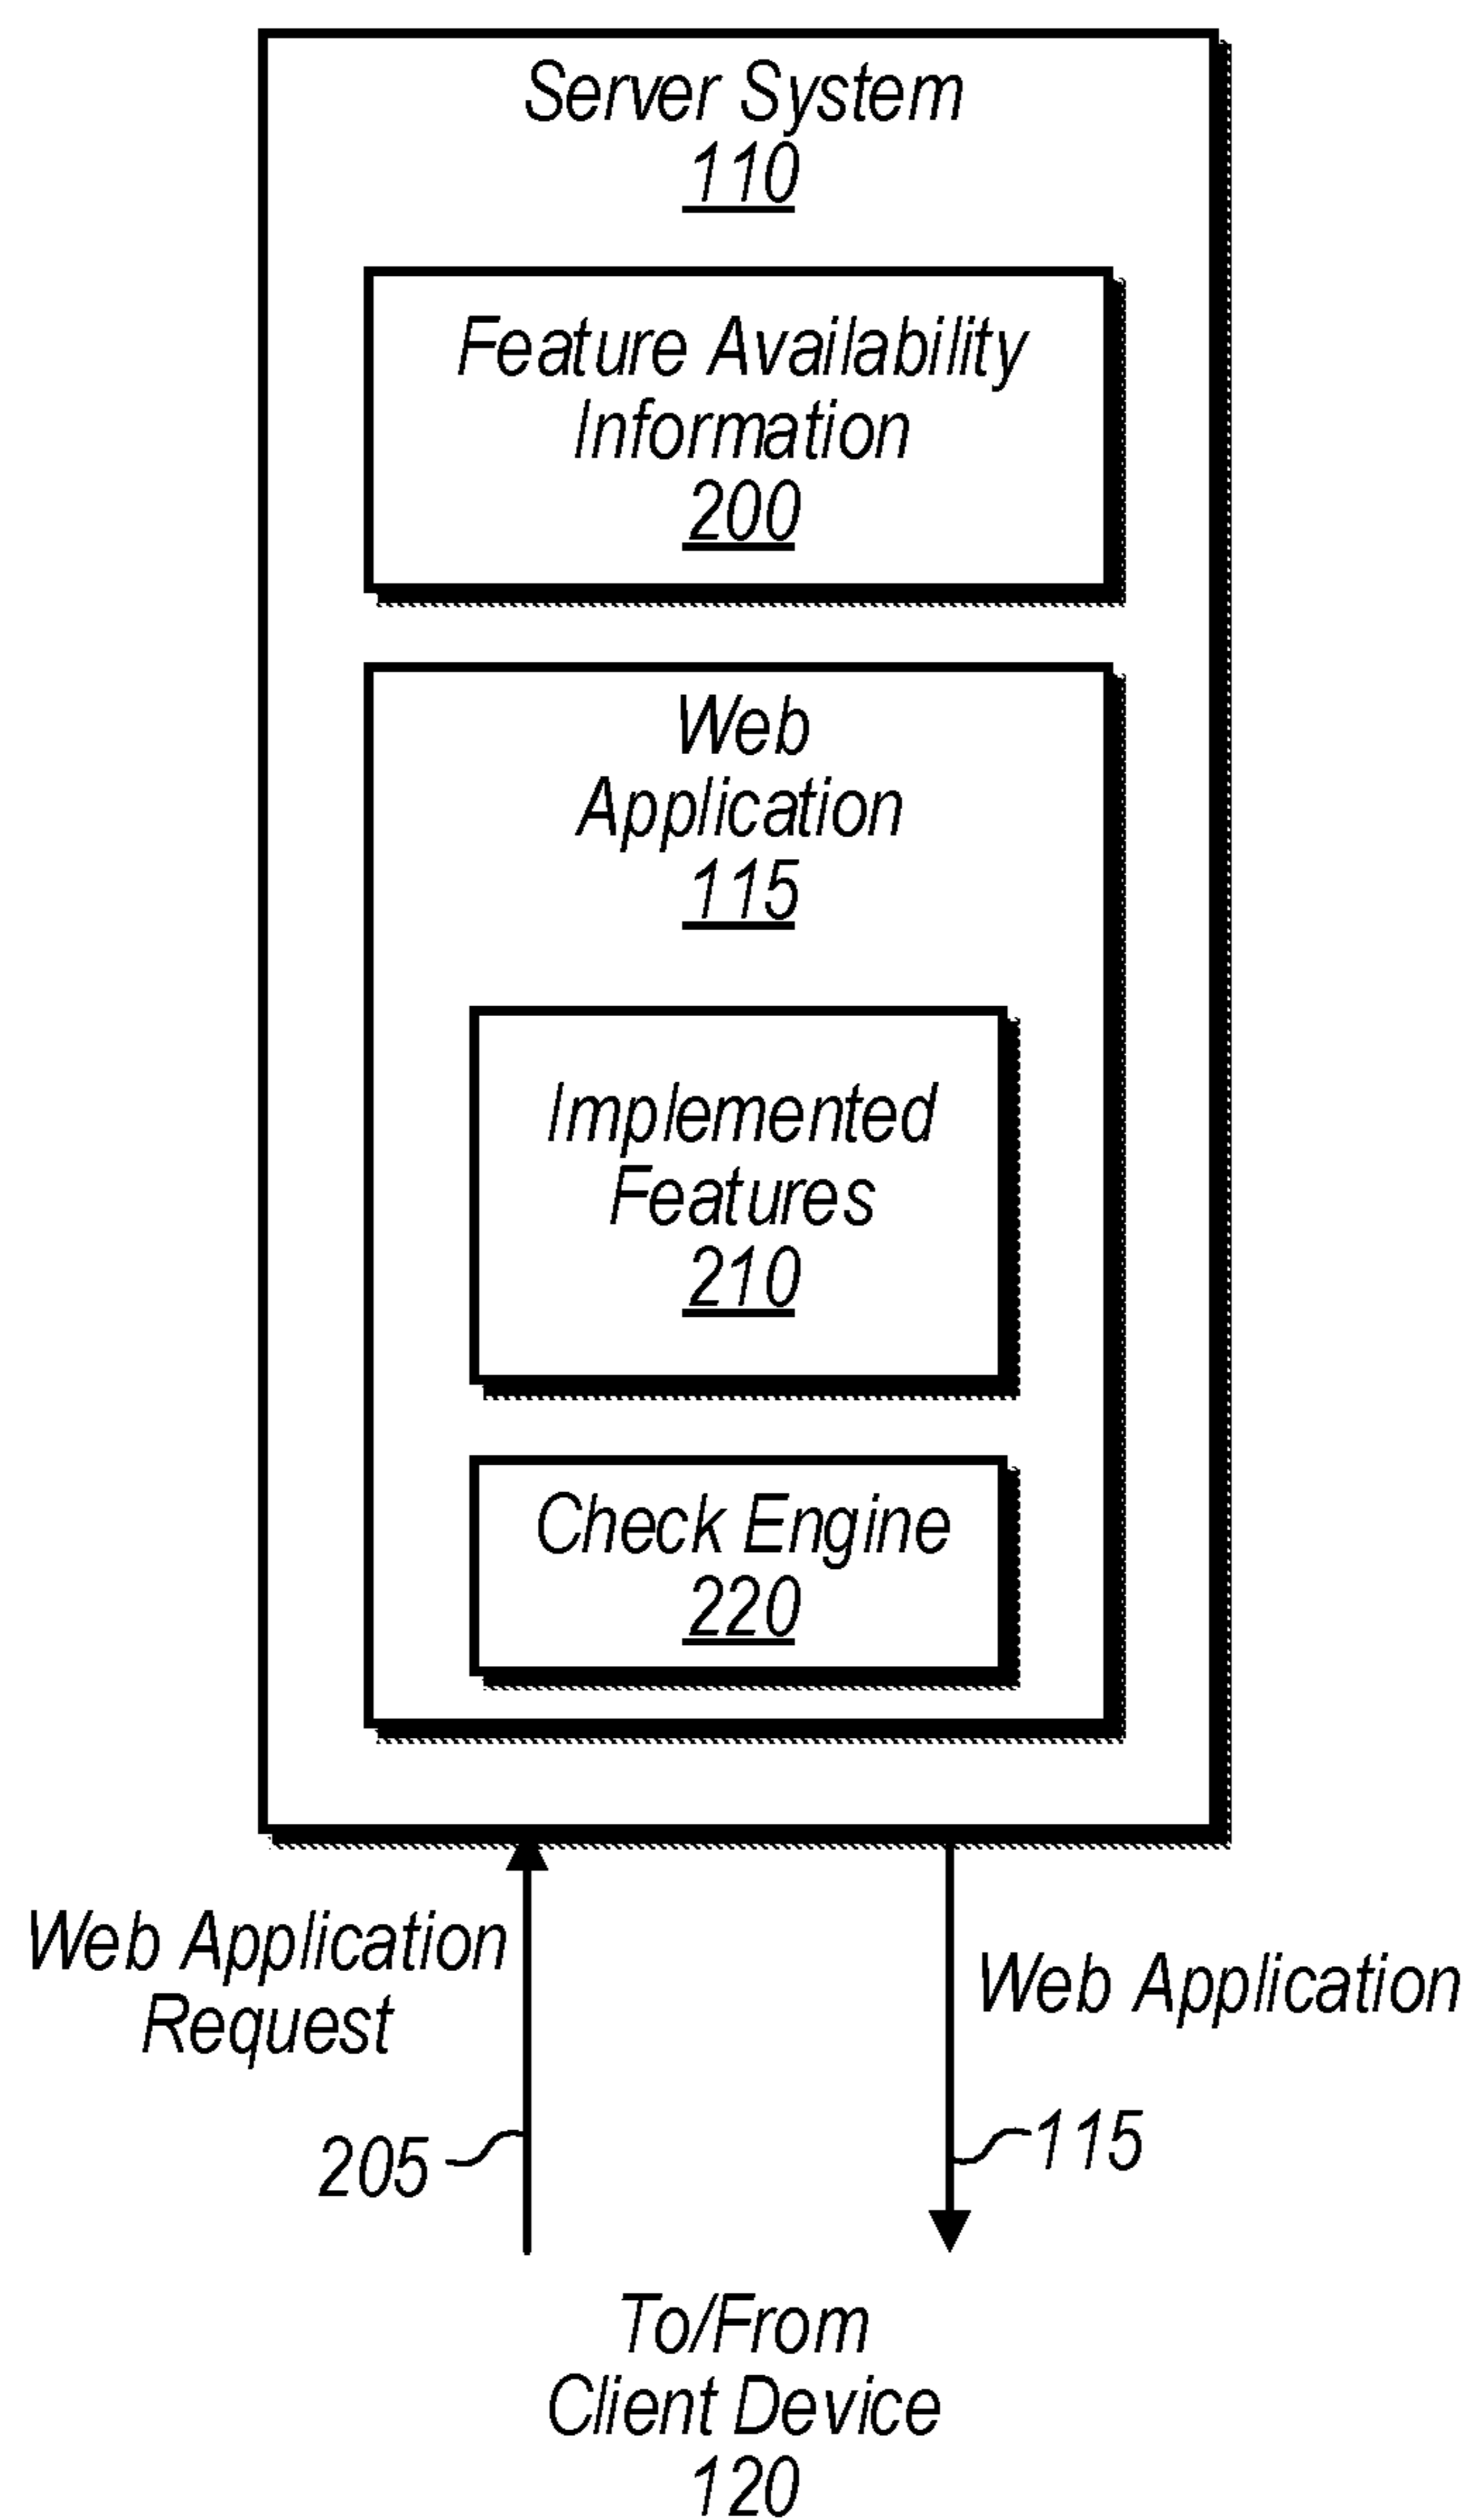 Server System
110
Feature Availability
Information
200
Web
Application
115
Implemented
Features
210
Check Engine
220
Web Application
Request
205
Web Application
115
To/From
Client Device
120